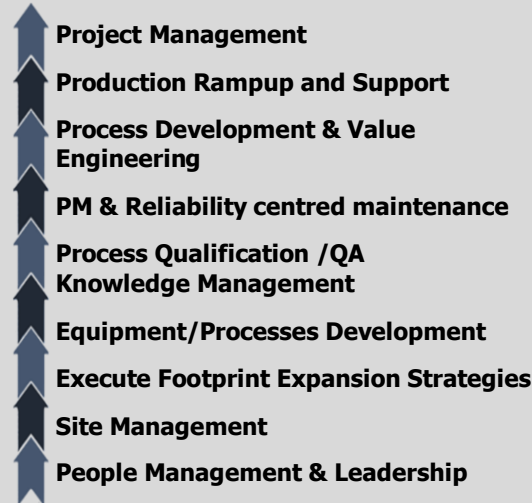 Project Management
Production Rampup and Support
Process Development & Value
Engineering
PM & Reliability centred maintenance
Process Qualification /QA
Knowledge Management
Equipment/Processes Development
Execute Footprint Expansion Strategies
Site Management
People Management & Leadership